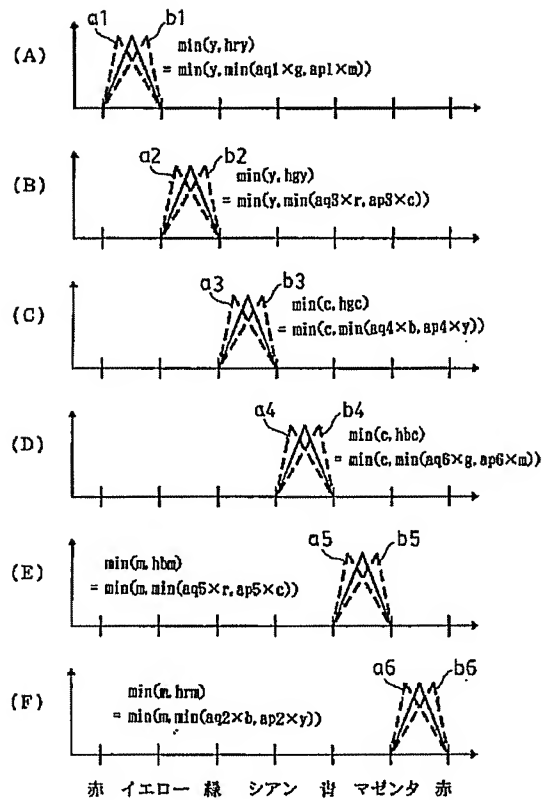 a1 b1
(A) min(y, hry)
= min(y, min(aq1×g, ap1×m))
a2 b2
(B) min(y, hgy)
= min(y, min(aq3×r, ap3×c))
a3 b3
(C) min(c, hgc)
= min(c, min(aq4×b, ap4×y))
a4 b4
(D) min(c, hbc)
= min(c, min(aq6×g, ap6×m))
a5 b5
(E) min(m, hbm)
= min(m, min(aq5×r, ap5×c))
a6 b6
(F) min(m, hrm)
= min(m, min(aq2×b, ap2×y))
赤 イエロー 緑 シアン 青 マゼンタ 赤